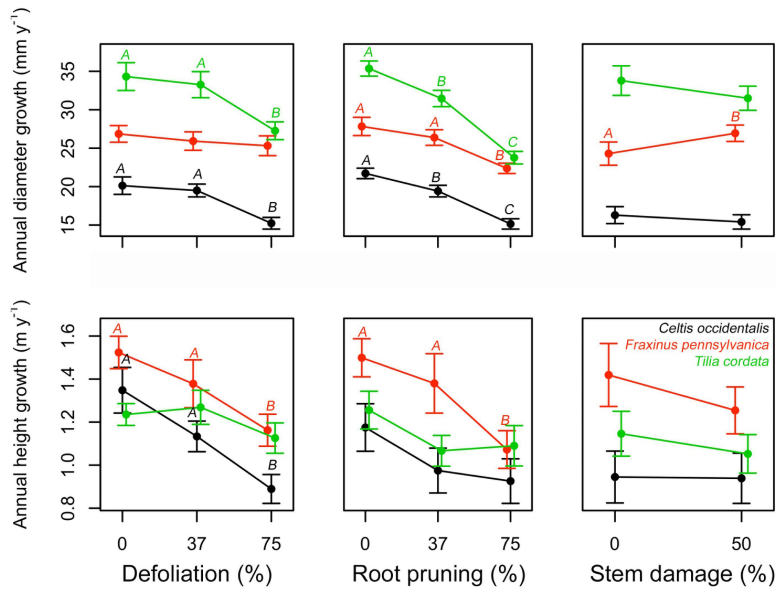 Annual diameter growth (mm y-1)
35
30
25
20
15
A
A
B
A
A
B
A
B
C
A
A
B
A
B
C
A
B
Annual height growth (m y-1)
1.6
1.4
1.2
1.0
0.8
A
A
B
A
A
B
A
A
B
Celtis occidentalis
Fraxinus pennsylvanica
Tilia cordata
0 37 75
0 37 75
0 50
Defoliation (%)
Root pruning (%)
Stem damage (%)